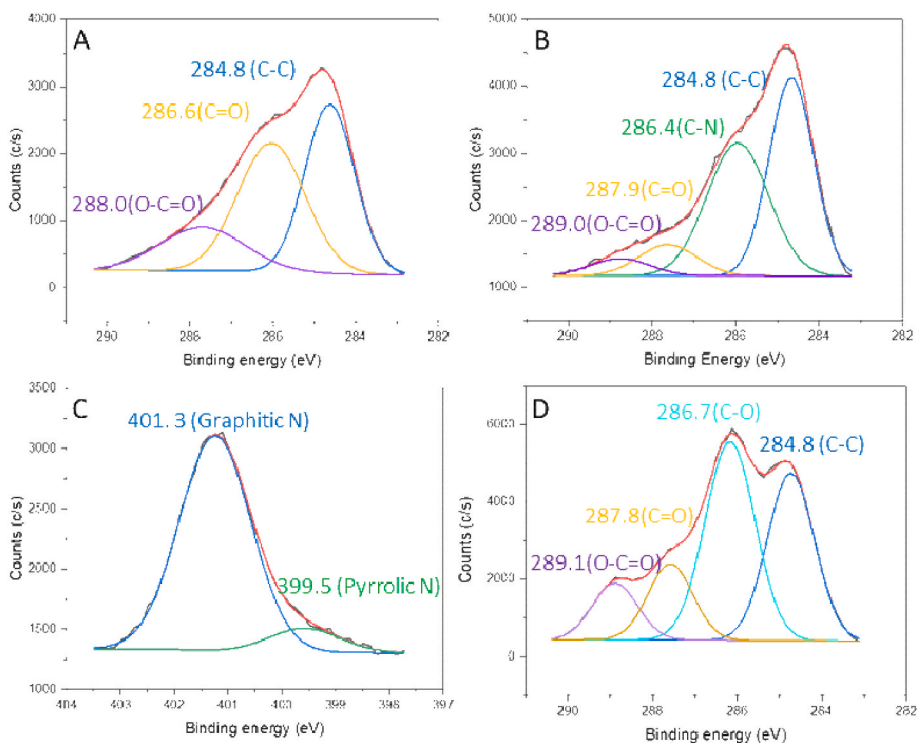 A
4000
3000
2000
1000
0
Counts (c/s)
284.8 (C-C)
286.6(C=O)
288.0(O-C=O)
290
288
286
284
282
Binding energy (eV)
B
5000
4000
3000
2000
1000
Counts (c/s)
284.8 (C-C)
286.4(C-N)
287.9(C=O)
289.0(O-C=O)
290
288
286
284
282
Binding Energy (eV)
C
3500
3000
2500
2000
1500
1000
Counts (c/s)
401.3 (Graphitic N)
399.5 (Pyrrolic N)
404
403
402
401
400
399
398
397
Binding energy (eV)
D
6000
4000
2000
0
Counts (c/s)
286.7(C-O)
284.8 (C-C)
287.8(C=O)
289.1(O-C=O)
290
288
286
284
282
Binding energy (eV)